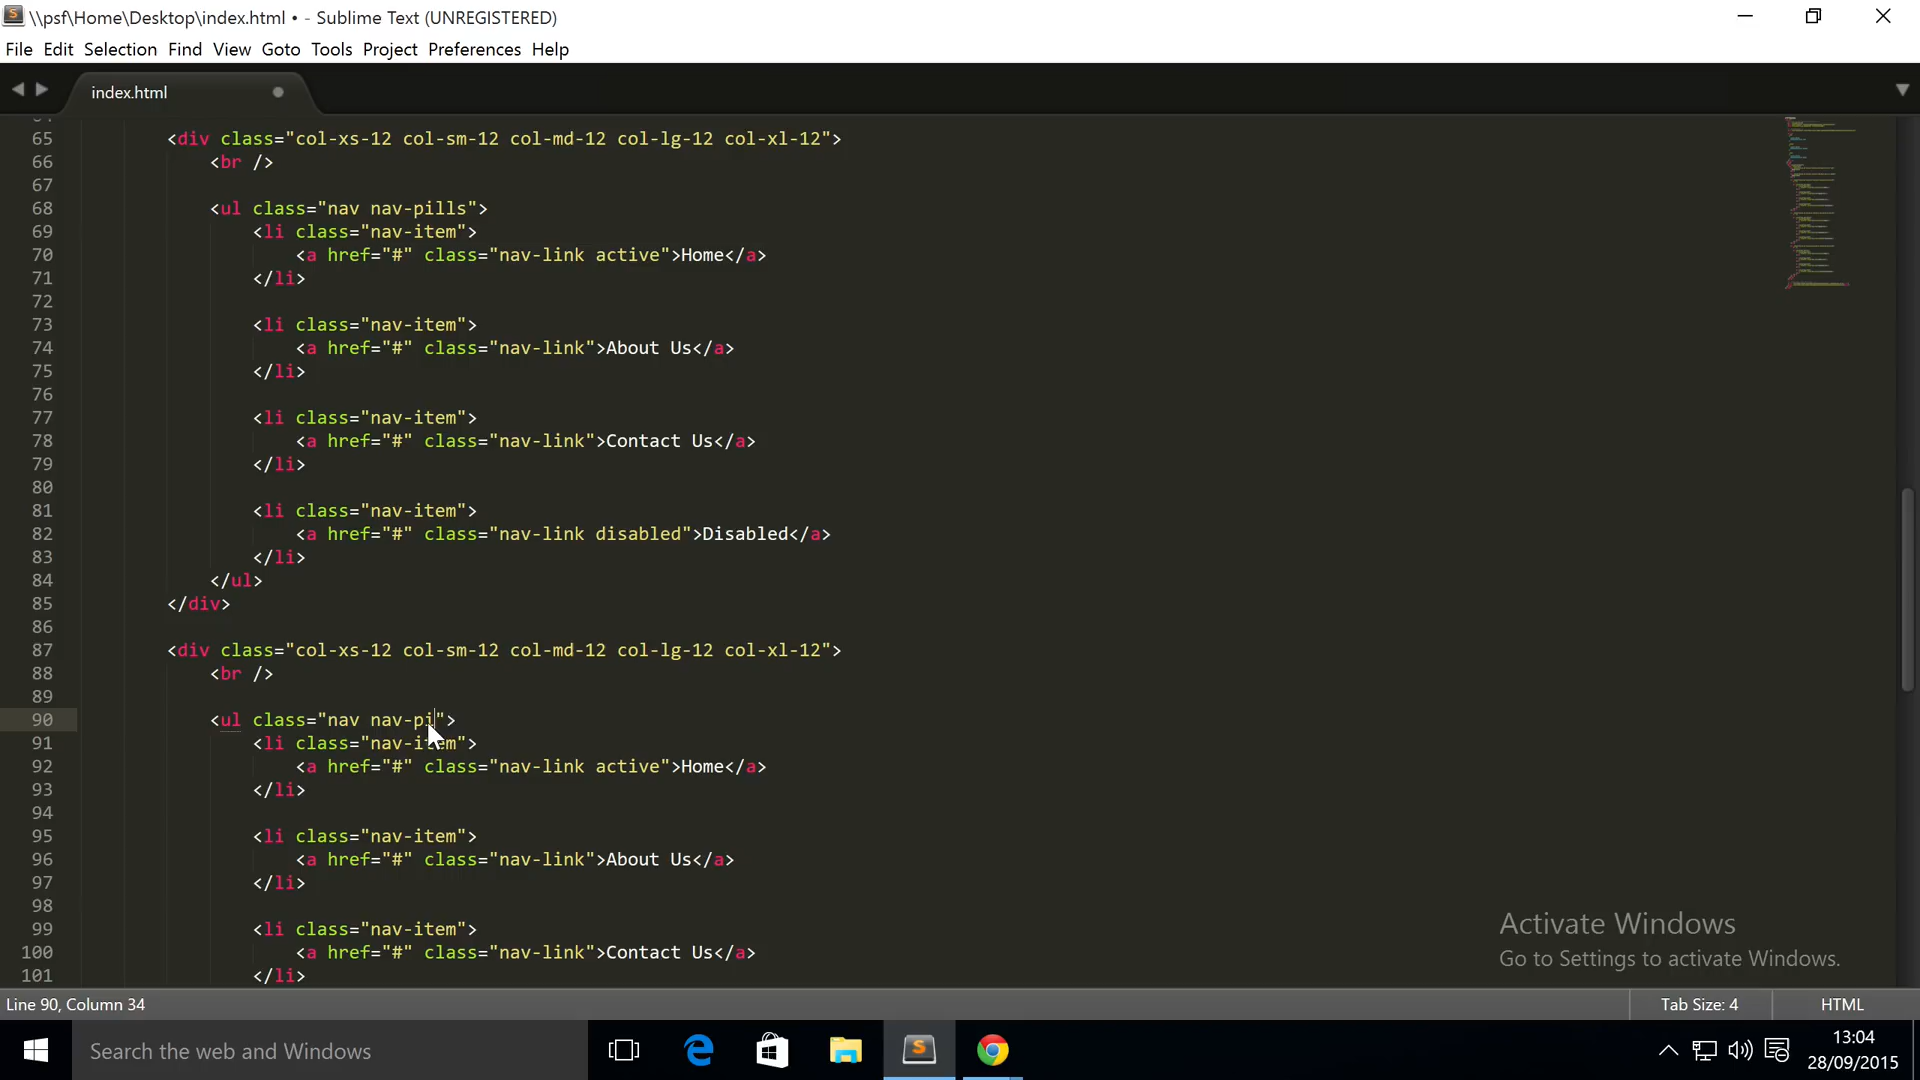 \\psf\Home\Desktop\index.html • - Sublime Text (UNREGISTERED)
File Edit Selection Find View Goto Tools Project Preferences Help
index.html
65 <div class="col-xs-12 col-sm-12 col-md-12 col-lg-12 col-xl-12">
66 <br />
67
68 <ul class="nav nav-pills">
69 <li class="nav-item">
70 <a href="#" class="nav-link active">Home</a>
71 </li>
72
73 <li class="nav-item">
74 <a href="#" class="nav-link">About Us</a>
75 </li>
76
77 <li class="nav-item">
78 <a href="#" class="nav-link">Contact Us</a>
79 </li>
80
81 <li class="nav-item">
82 <a href="#" class="nav-link disabled">Disabled</a>
83 </li>
84 </ul>
85 </div>
86
87 <div class="col-xs-12 col-sm-12 col-md-12 col-lg-12 col-xl-12">
88 <br />
89
90 <ul class="nav nav-pi">
91 <li class="nav-item">
92 <a href="#" class="nav-link active">Home</a>
93 </li>
94
95 <li class="nav-item">
96 <a href="#" class="nav-link">About Us</a>
97 </li>
98
99 <li class="nav-item">
100 <a href="#" class="nav-link">Contact Us</a>
101 </li>
Activate Windows
Go to Settings to activate Windows.
Line 90, Column 34 Tab Size: 4 HTML
Search the web and Windows
13:04
28/09/2015